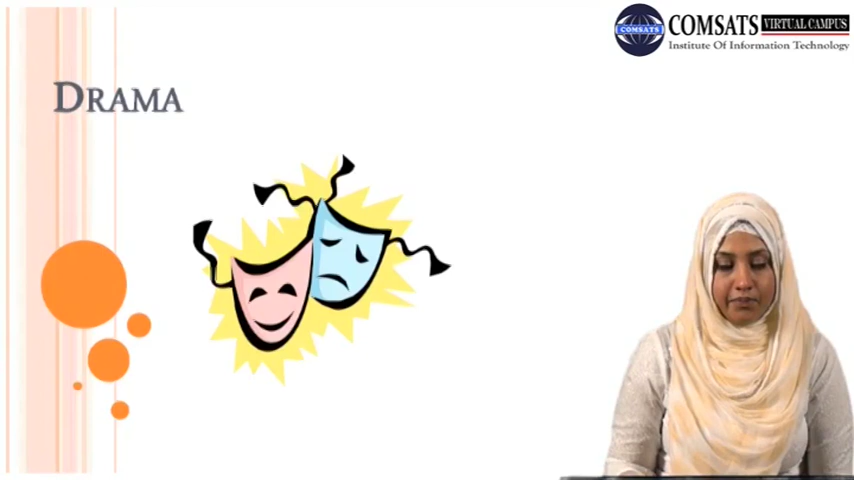 COMSATS VIRTUAL CAMPUS
COMSATS
Institute Of Information Technology
DRAMA